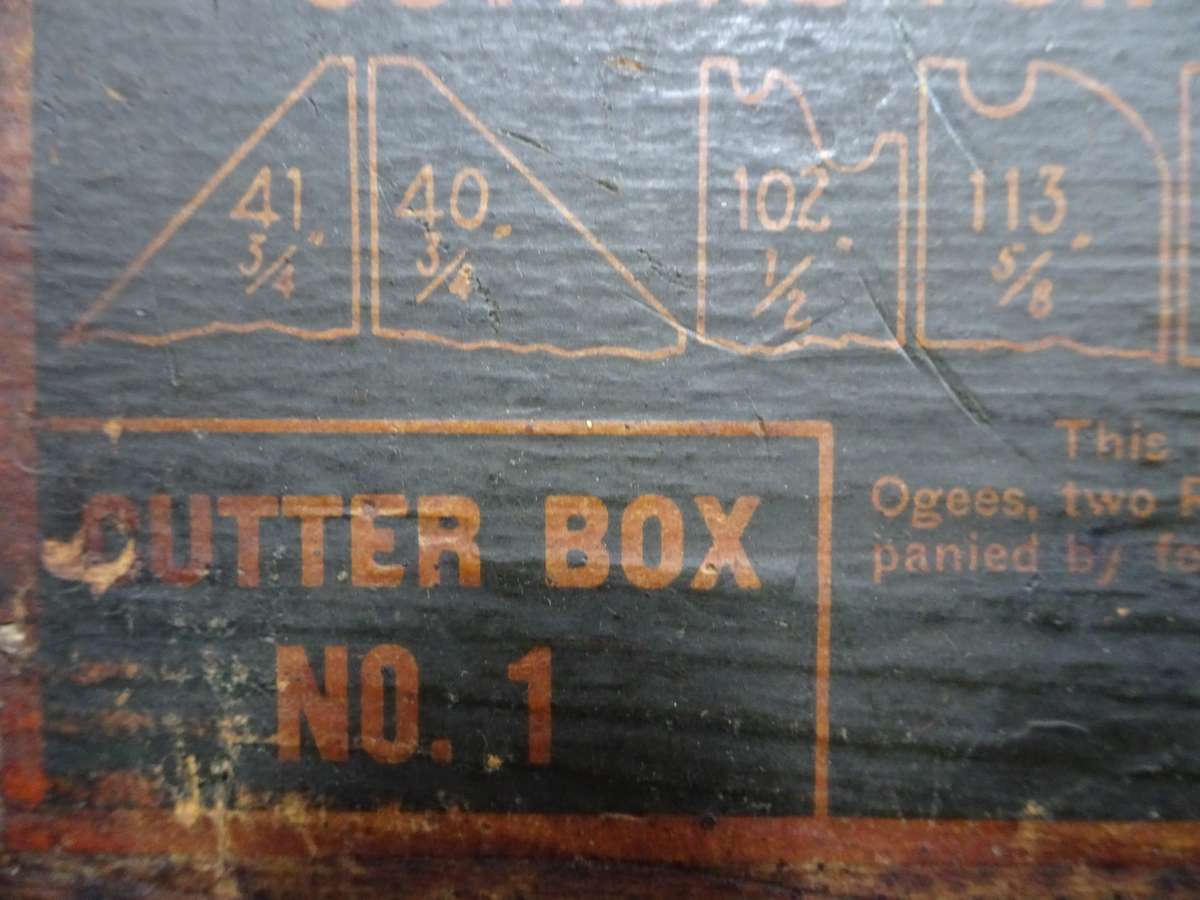 41 40 102 113
3/4" 3/4" 1/2" 5/8"
This
Ogees, two
panied by
CUTTER BOX
NO. 1